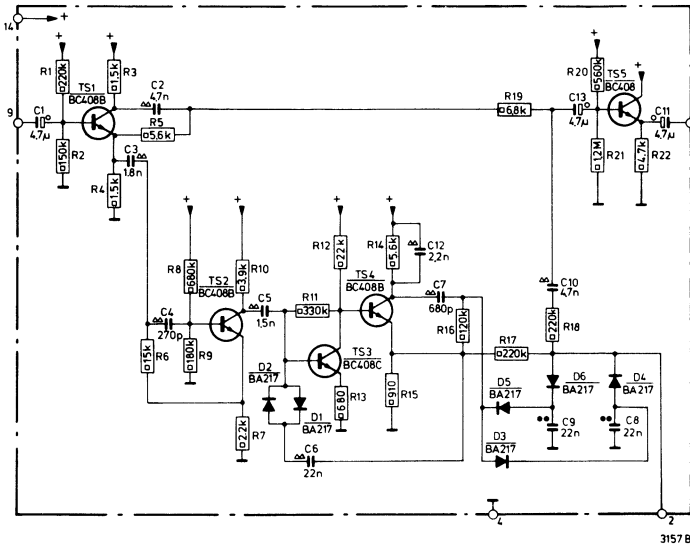 14
+
+
+
+
+
R1
220k
1,5k
R3
TS1
BC408B
C2
4,7n
R5
5,6k
9
C1
4,7µ
R2
150k
C3
1,8n
R4
1,5k
R19
6,8k
R20
560k
TS5
BC408
C13
4,7µ
C11
4,7µ
R21
1,2M
4,7k
R22
+
+
+
+
R8
680k
R10
3,9k
TS2
BC408B
R12
22k
R14
5,6k
C12
2,2n
TS4
BC408B
C5
1,5n
R11
330k
C7
680p
C10
4,7n
C4
270p
R6
15k
R9
180k
R16
120k
R17
220k
220k
R18
TS3
BC408C
D2
BA217
D1
BA217
680
R13
910
R15
D5
BA217
D6
BA217
D4
BA217
R7
2,2k
C6
22n
D3
BA217
C9
22n
C8
22n
4
2
3157 B